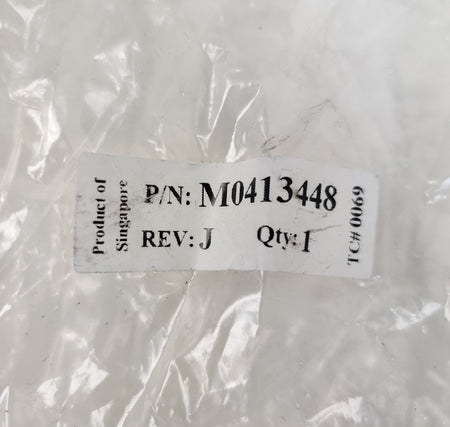 Product of
Singapore
P/N: M0413448
REV: J Qty: 1
TC# 0069